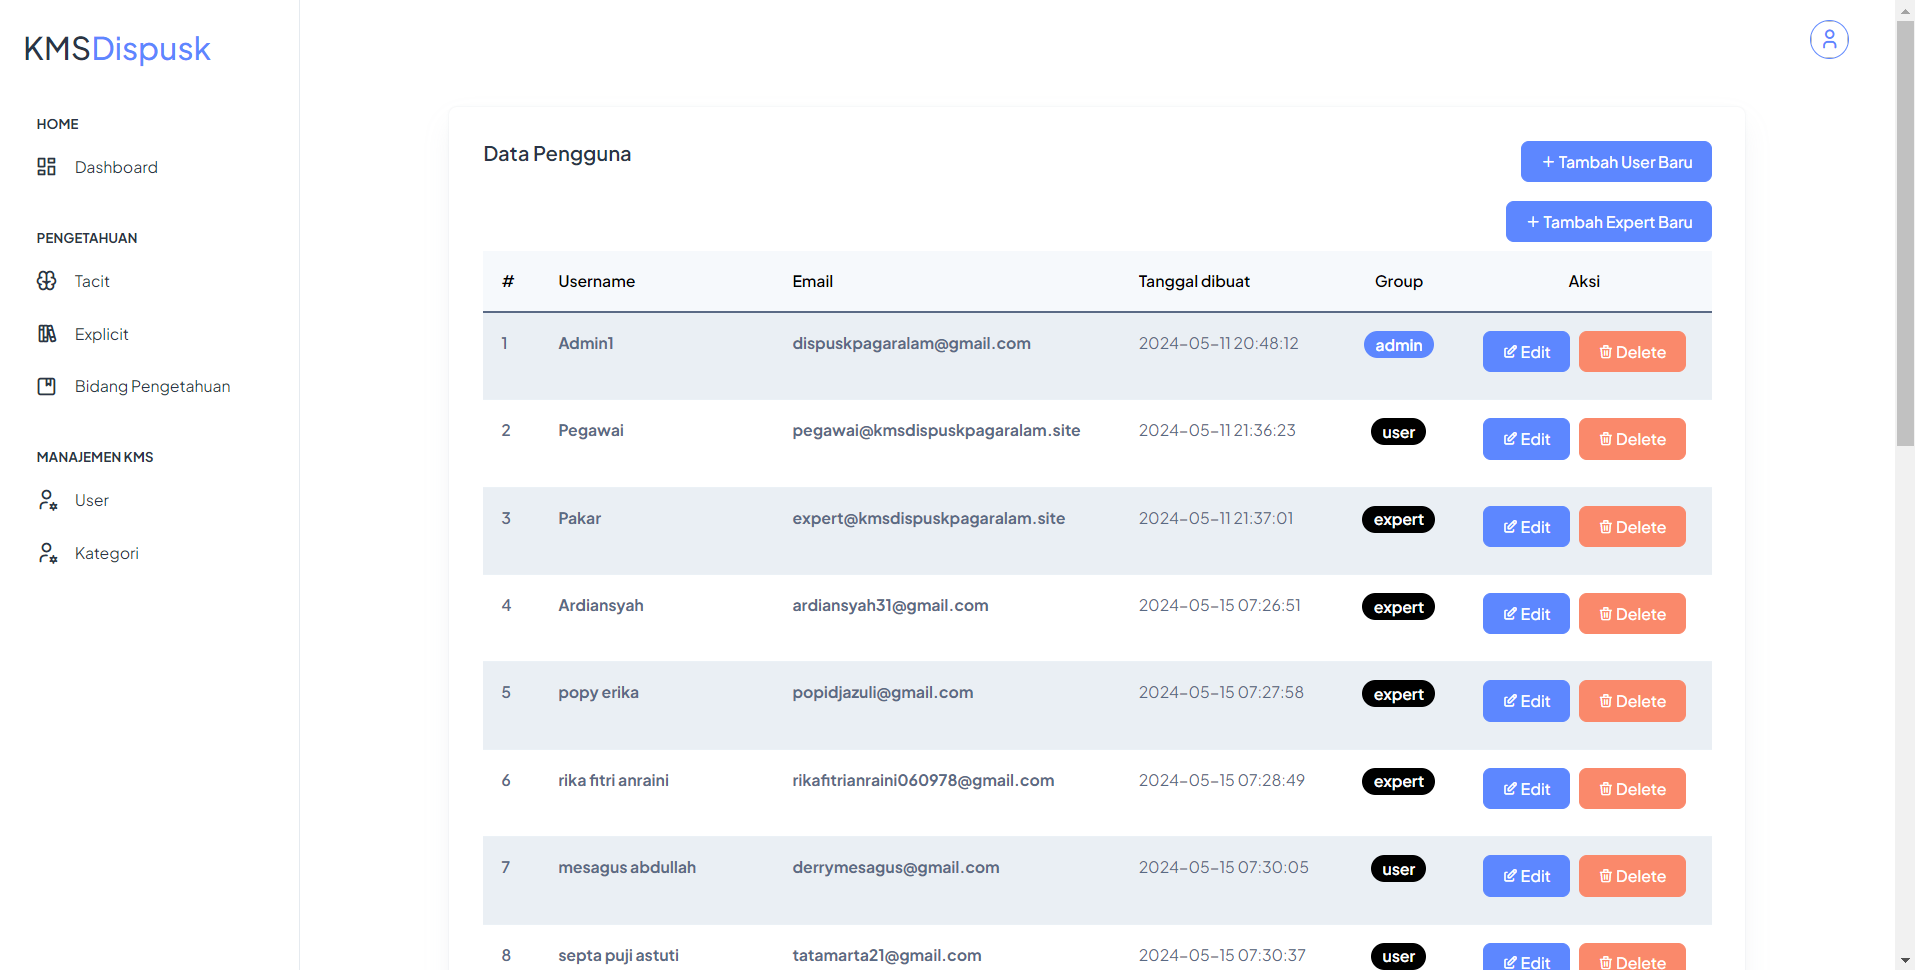 KMSDispusk
HOME
Dashboard
PENGETAHUAN
Tacit
Explicit
Bidang Pengetahuan
MANAJEMEN KMS
User
Kategori
Data Pengguna
+ Tambah User Baru
+ Tambah Expert Baru
# Username Email Tanggal dibuat Group Aksi
1 Admin1 dispuskpagaralam@gmail.com 2024-05-11 20:48:12 admin Edit Delete
2 Pegawai pegawai@kmsdispuskpagaralam.site 2024-05-11 21:36:23 user Edit Delete
3 Pakar expert@kmsdispuskpagaralam.site 2024-05-11 21:37:01 expert Edit Delete
4 Ardiansyah ardiansyah31@gmail.com 2024-05-15 07:26:51 expert Edit Delete
5 popy erika popidjazuli@gmail.com 2024-05-15 07:27:58 expert Edit Delete
6 rika fitri anraini rikafitrianraini060978@gmail.com 2024-05-15 07:28:49 expert Edit Delete
7 mesagus abdullah derrymesagus@gmail.com 2024-05-15 07:30:05 user Edit Delete
8 septa puji astuti tatamarta21@gmail.com 2024-05-15 07:30:37 user Edit Delete